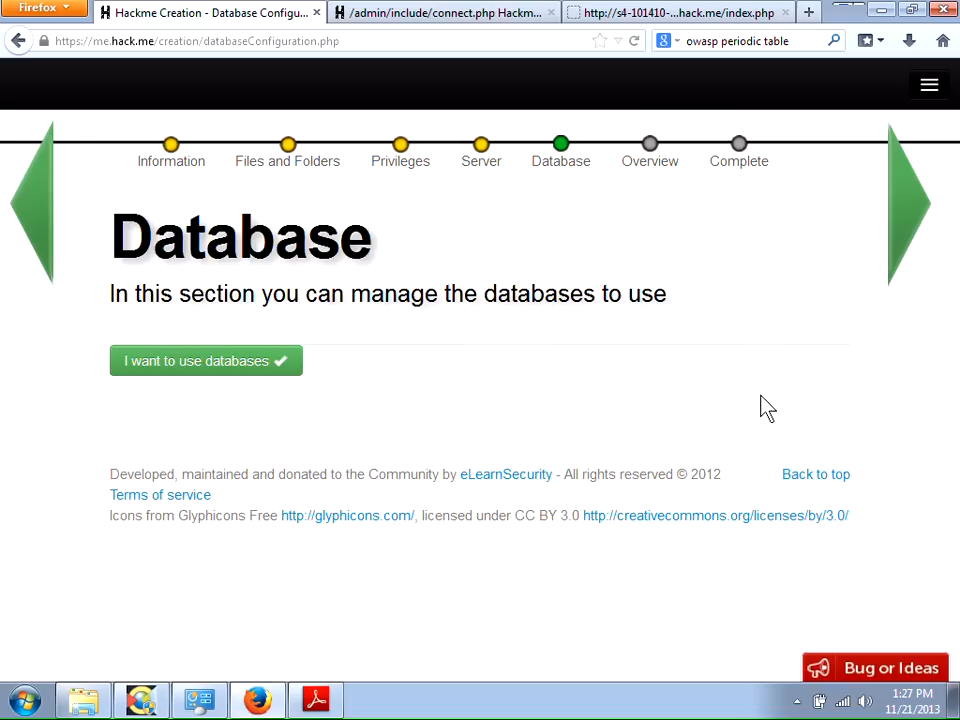 Firefox
Hackme Creation - Database Configu...
/admin/include/connect.php Hackm...
http://s4-101410-...hack.me/index.php
https://me.hack.me/creation/databaseConfiguration.php
owasp periodic table
Information
Files and Folders
Privileges
Server
Database
Overview
Complete
Database
In this section you can manage the databases to use
I want to use databases
Developed, maintained and donated to the Community by eLearnSecurity - All rights reserved © 2012
Back to top
Terms of service
Icons from Glyphicons Free http://glyphicons.com/, licensed under CC BY 3.0 http://creativecommons.org/licenses/by/3.0/
Bug or Ideas
1:27 PM
11/21/2013